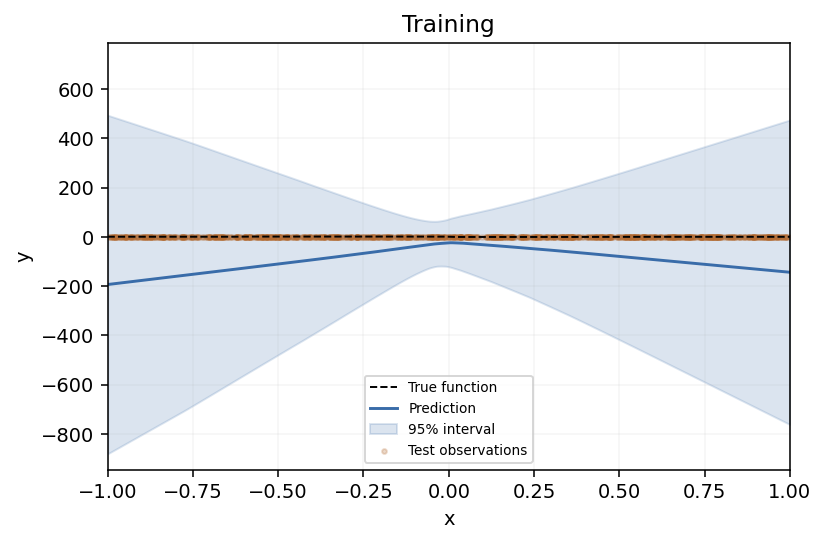 Training
600
400
200
0
−200
−400
−600
−800
y
True function
Prediction
95% interval
Test observations
−1.00 −0.75 −0.50 −0.25 0.00 0.25 0.50 0.75 1.00
x